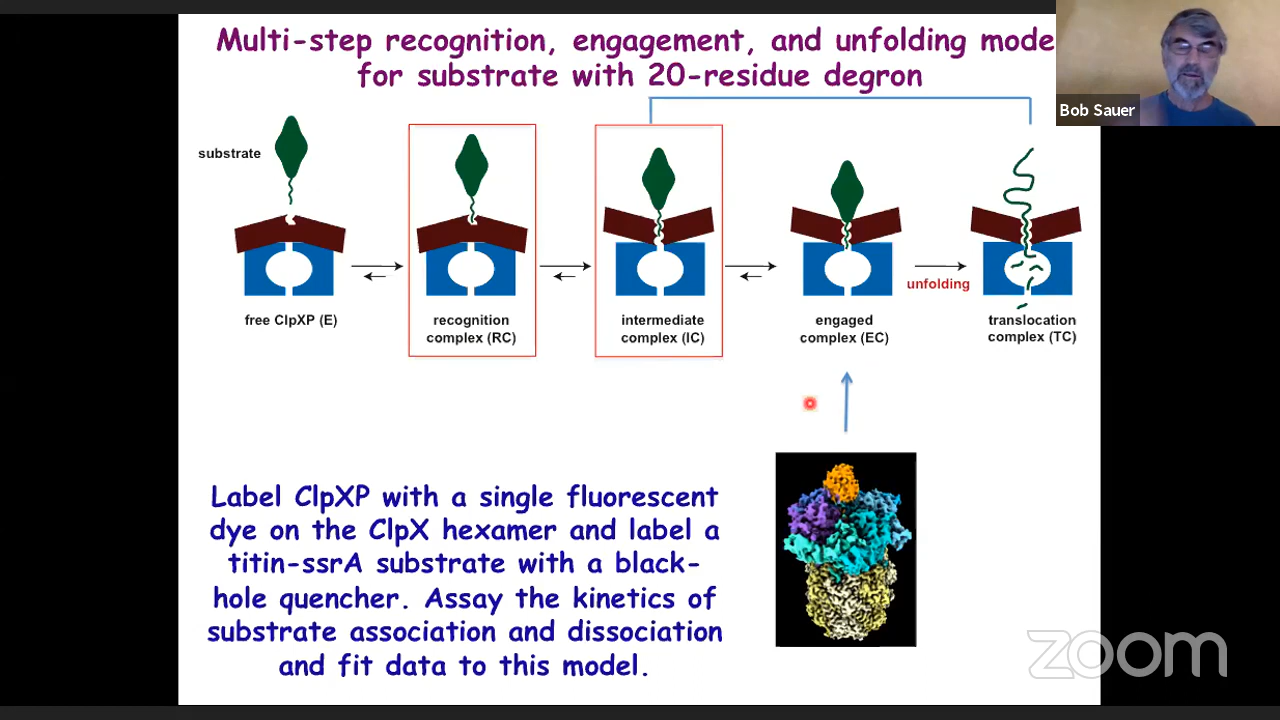 Multi-step recognition, engagement, and unfolding mode
for substrate with 20-residue degron
Bob Sauer
substrate
unfolding
free ClpXP (E)
recognition
complex (RC)
intermediate
complex (IC)
engaged
complex (EC)
translocation
complex (TC)
Label ClpXP with a single fluorescent
dye on the ClpX hexamer and label a
titin-ssrA substrate with a black-
hole quencher. Assay the kinetics of
substrate association and dissociation
and fit data to this model.
zoom